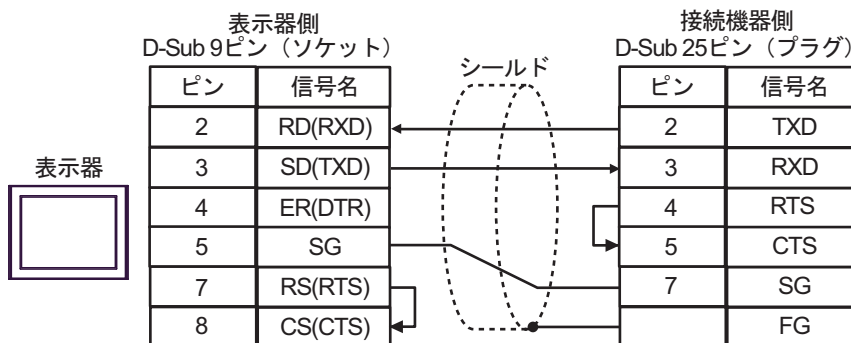 表示器側
D-Sub 9ピン（ソケット）
接続機器側
D-Sub 25ピン（プラグ）
シールド
表示器
ピン 信号名
2 RD(RXD)
3 SD(TXD)
4 ER(DTR)
5 SG
7 RS(RTS)
8 CS(CTS)
ピン 信号名
2 TXD
3 RXD
4 RTS
5 CTS
7 SG
FG